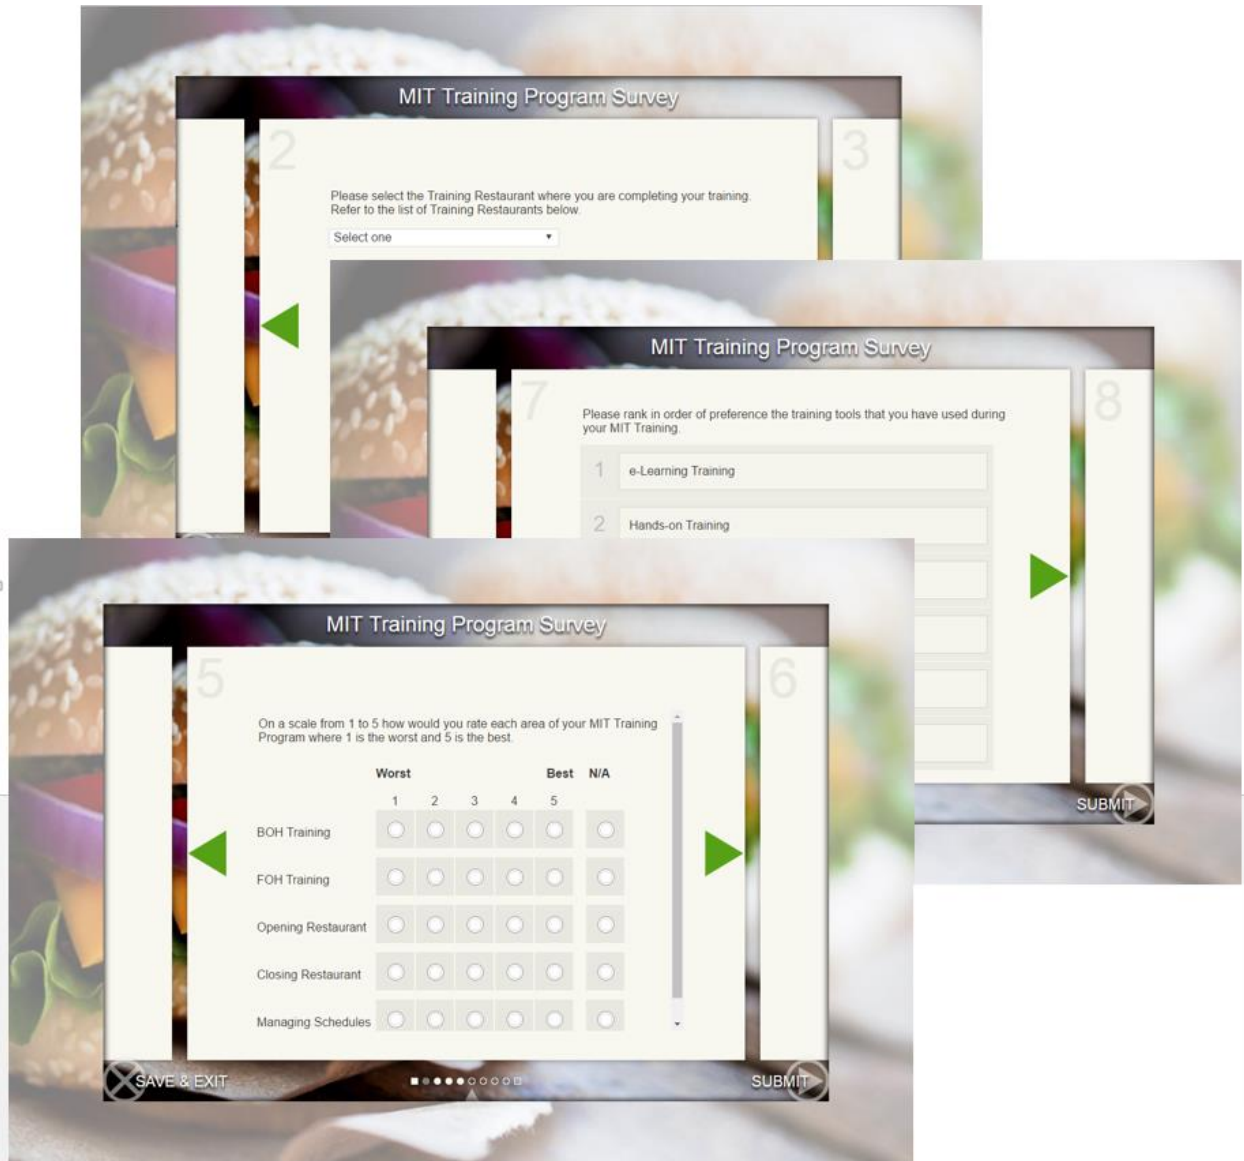 MIT Training Program Survey
2
3
Please select the Training Restaurant where you are completing your training.
Refer to the list of Training Restaurants below.
Select one
MIT Training Program Survey
7
8
Please rank in order of preference the training tools that you have used during
your MIT Training.
1 e-Learning Training
2 Hands-on Training
SUBMIT
MIT Training Program Survey
5
6
On a scale from 1 to 5 how would you rate each area of your MIT Training
Program where 1 is the worst and 5 is the best.
Worst Best N/A
1 2 3 4 5
BOH Training
FOH Training
Opening Restaurant
Closing Restaurant
Managing Schedules
SAVE & EXIT
SUBMIT